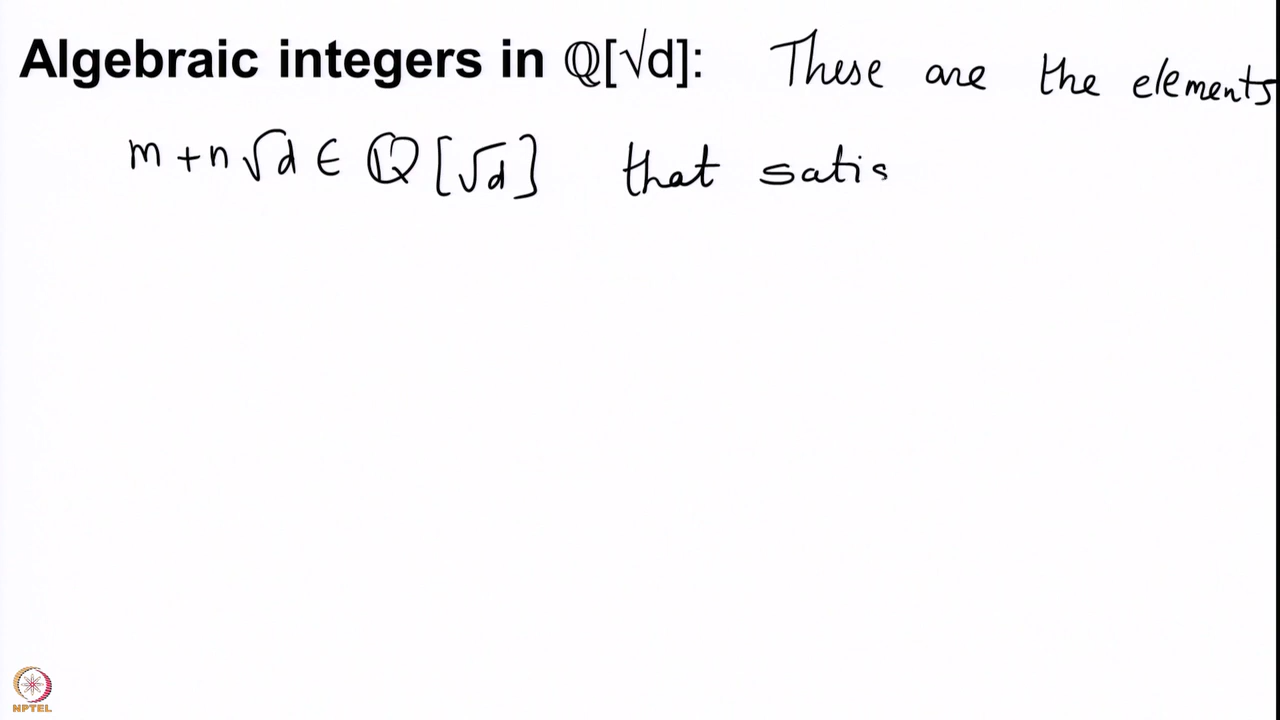 Algebraic integers in ℚ[√d]: These are the elements
m + n √d ∈ ℚ [√d] that satis
NPTEL